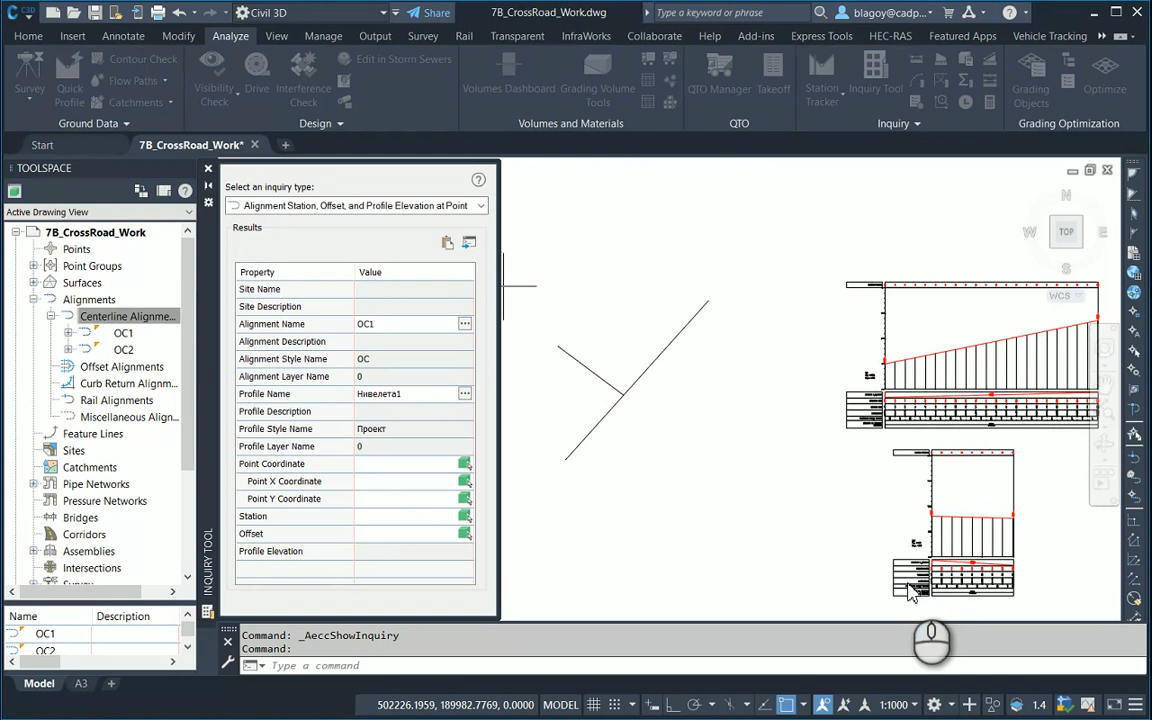 C3D
Civil 3D
Share
7B_CrossRoad_Work.dwg
Type a keyword or phrase
blagoy@cadp...
Home Insert Annotate Modify Analyze View Manage Output Survey Rail Transparent InfraWorks Collaborate Help Add-ins Express Tools HEC-RAS Featured Apps Vehicle Tracking
Survey
Quick
Profile
Contour Check
Flow Paths
Catchments
Visibility
Check
Drive
Interference
Check
Edit in Storm Sewers
Volumes Dashboard
Grading Volume
Tools
QTO Manager
Takeoff
Station
Tracker
Inquiry Tool
Grading
Objects
Optimize
Ground Data
Design
Volumes and Materials
QTO
Inquiry
Grading Optimization
Start
7B_CrossRoad_Work*
TOOLSPACE
Active Drawing View
7B_CrossRoad_Work
Points
Point Groups
Surfaces
Alignments
Centerline Alignme...
OC1
OC2
Offset Alignments
Curb Return Alignm...
Rail Alignments
Miscellaneous Align...
Feature Lines
Sites
Catchments
Pipe Networks
Pressure Networks
Bridges
Corridors
Assemblies
Intersections
Name Description
OC1
OC2
Select an inquiry type:
Alignment Station, Offset, and Profile Elevation at Point
Results
Property Value
Site Name
Site Description
Alignment Name OC1
Alignment Description
Alignment Style Name OC
Alignment Layer Name 0
Profile Name Нивелета1
Profile Description
Profile Style Name Проект
Profile Layer Name 0
Point Coordinate
Point X Coordinate
Point Y Coordinate
Station
Offset
Profile Elevation
INQUIRY TOOL
N
W TOP E
S
WCS
Command: _AeccShowInquiry
Command:
Type a command
Model A3
502226.1959, 189982.7769, 0.0000 MODEL 1:1000 1.4